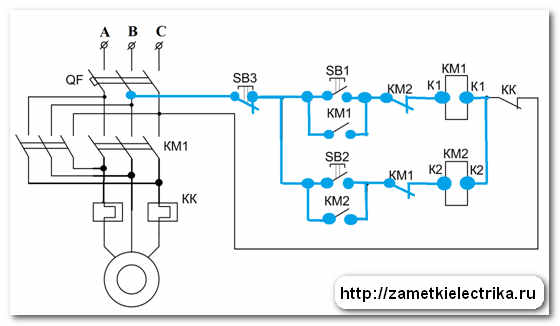 A B C
QF
SB3
SB1
KM2
K1
KM1
K1
KK
KM1
KM1
SB2
KM1
K2
KM2
K2
KM2
KK
http://zametkielectrika.ru